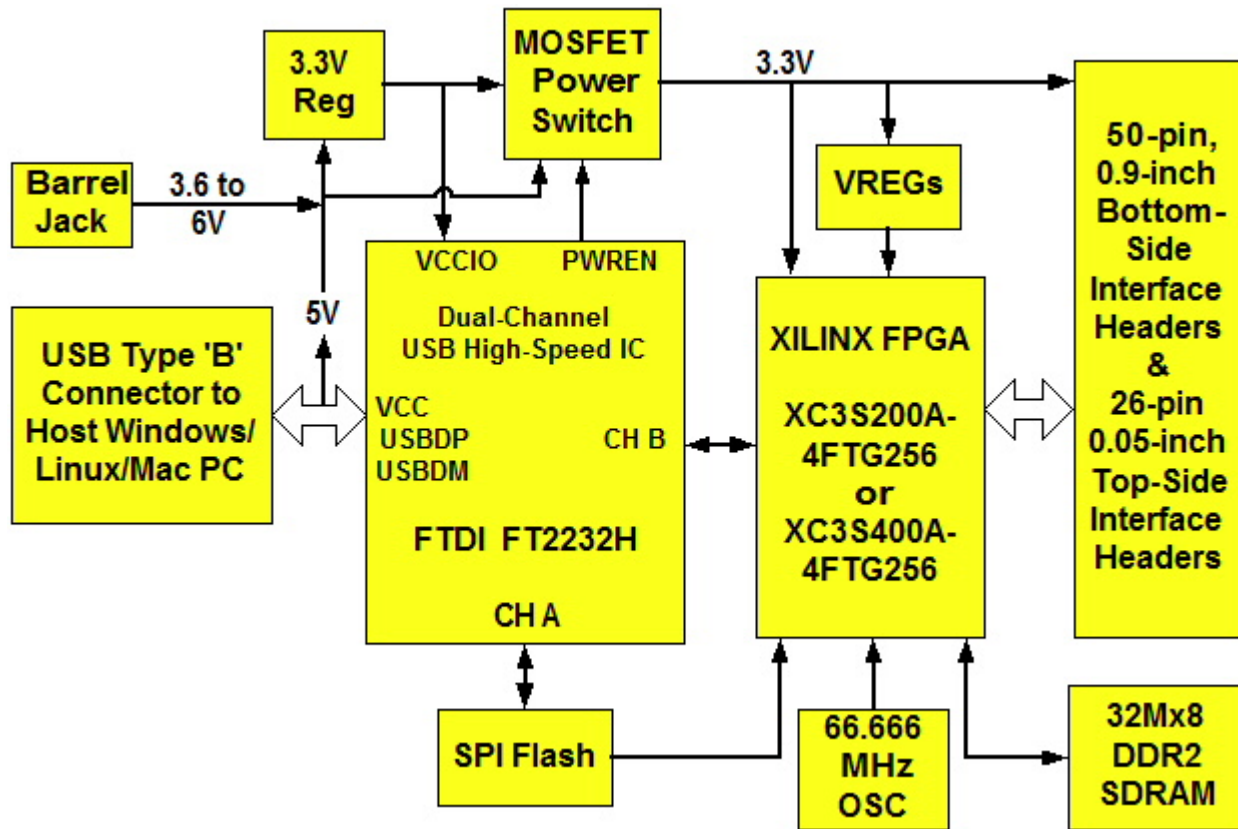 MOSFET
Power
Switch
3.3V
Reg
3.3V
Barrel
Jack
3.6 to
6V
VREGs
50-pin,
0.9-inch
Bottom-
Side
Interface
Headers
&
26-pin
0.05-inch
Top-Side
Interface
Headers
5V
USB Type 'B'
Connector to
Host Windows/
Linux/Mac PC
VCCIO
PWREN
Dual-Channel
USB High-Speed IC
VCC
USBDP
USBDM
CH B
FTDI FT2232H
CH A
XILINX FPGA
XC3S200A-
4FTG256
or
XC3S400A-
4FTG256
SPI Flash
66.666
MHz
OSC
32Mx8
DDR2
SDRAM